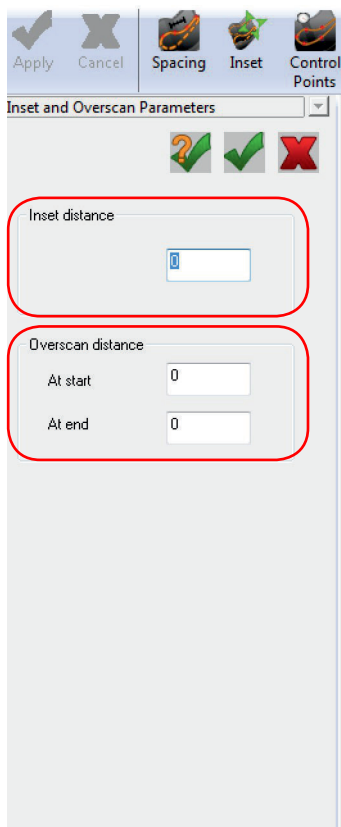 Apply Cancel Spacing Inset Control
Points
Inset and Overscan Parameters
Inset distance
0
Overscan distance
At start 0
At end 0